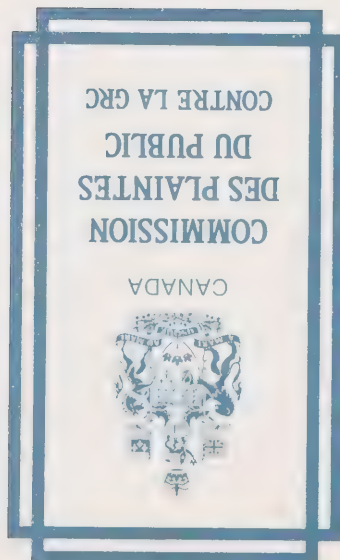 CANADA
COMMISSION
DES PLAINTES
DU PUBLIC
CONTRE LA GRC